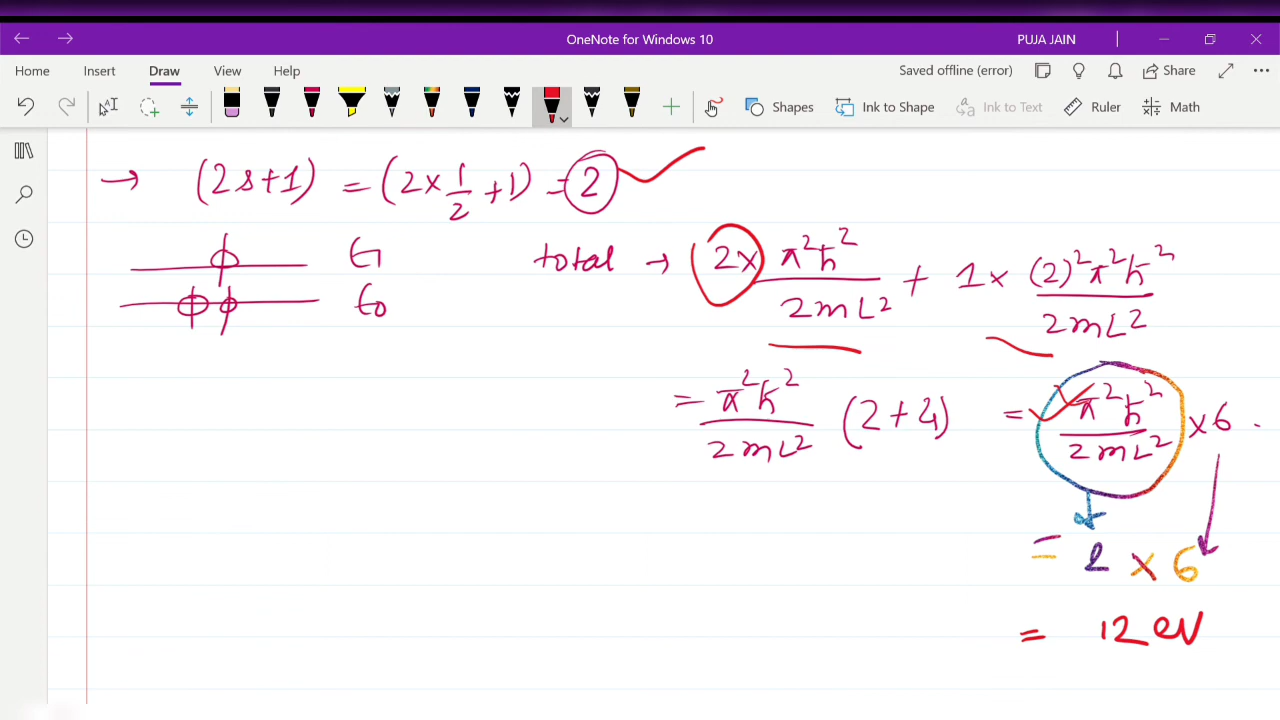 OneNote for Windows 10
PUJA JAIN
Home Insert Draw View Help
Saved offline (error)
Share
Shapes
Ink to Shape
Ink to Text
Ruler
Math
→ (2s+1) = (2×1/2+1) = 2
E1
E0
total → 2× π²ħ²/2mL² + 1× (2)²π²ħ²/2mL²
= π²ħ²/2mL² (2+4) = π²ħ²/2mL² ×6
= 2 × 6
= 12 eV